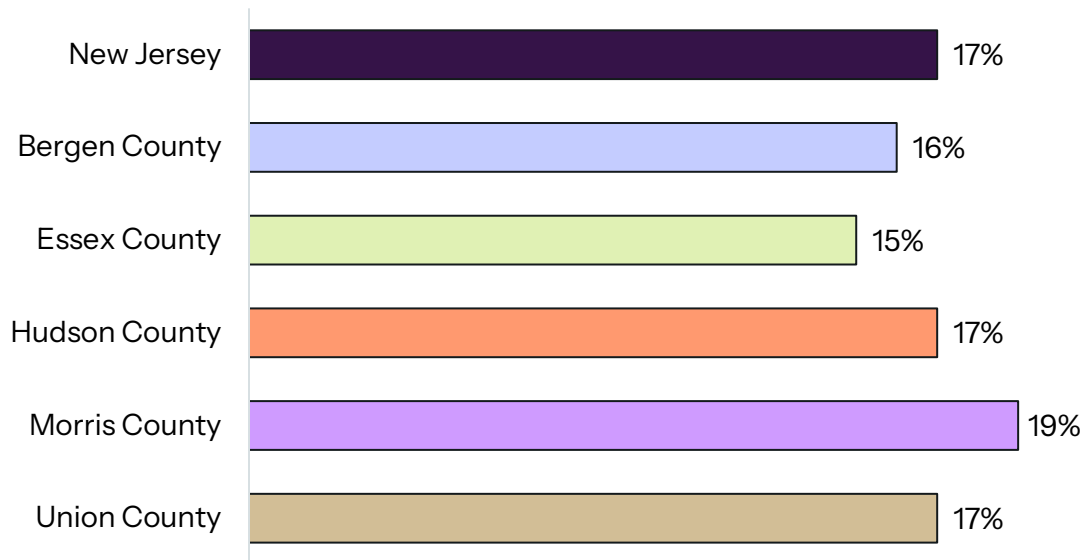 New Jersey 17%
Bergen County 16%
Essex County 15%
Hudson County 17%
Morris County 19%
Union County 17%